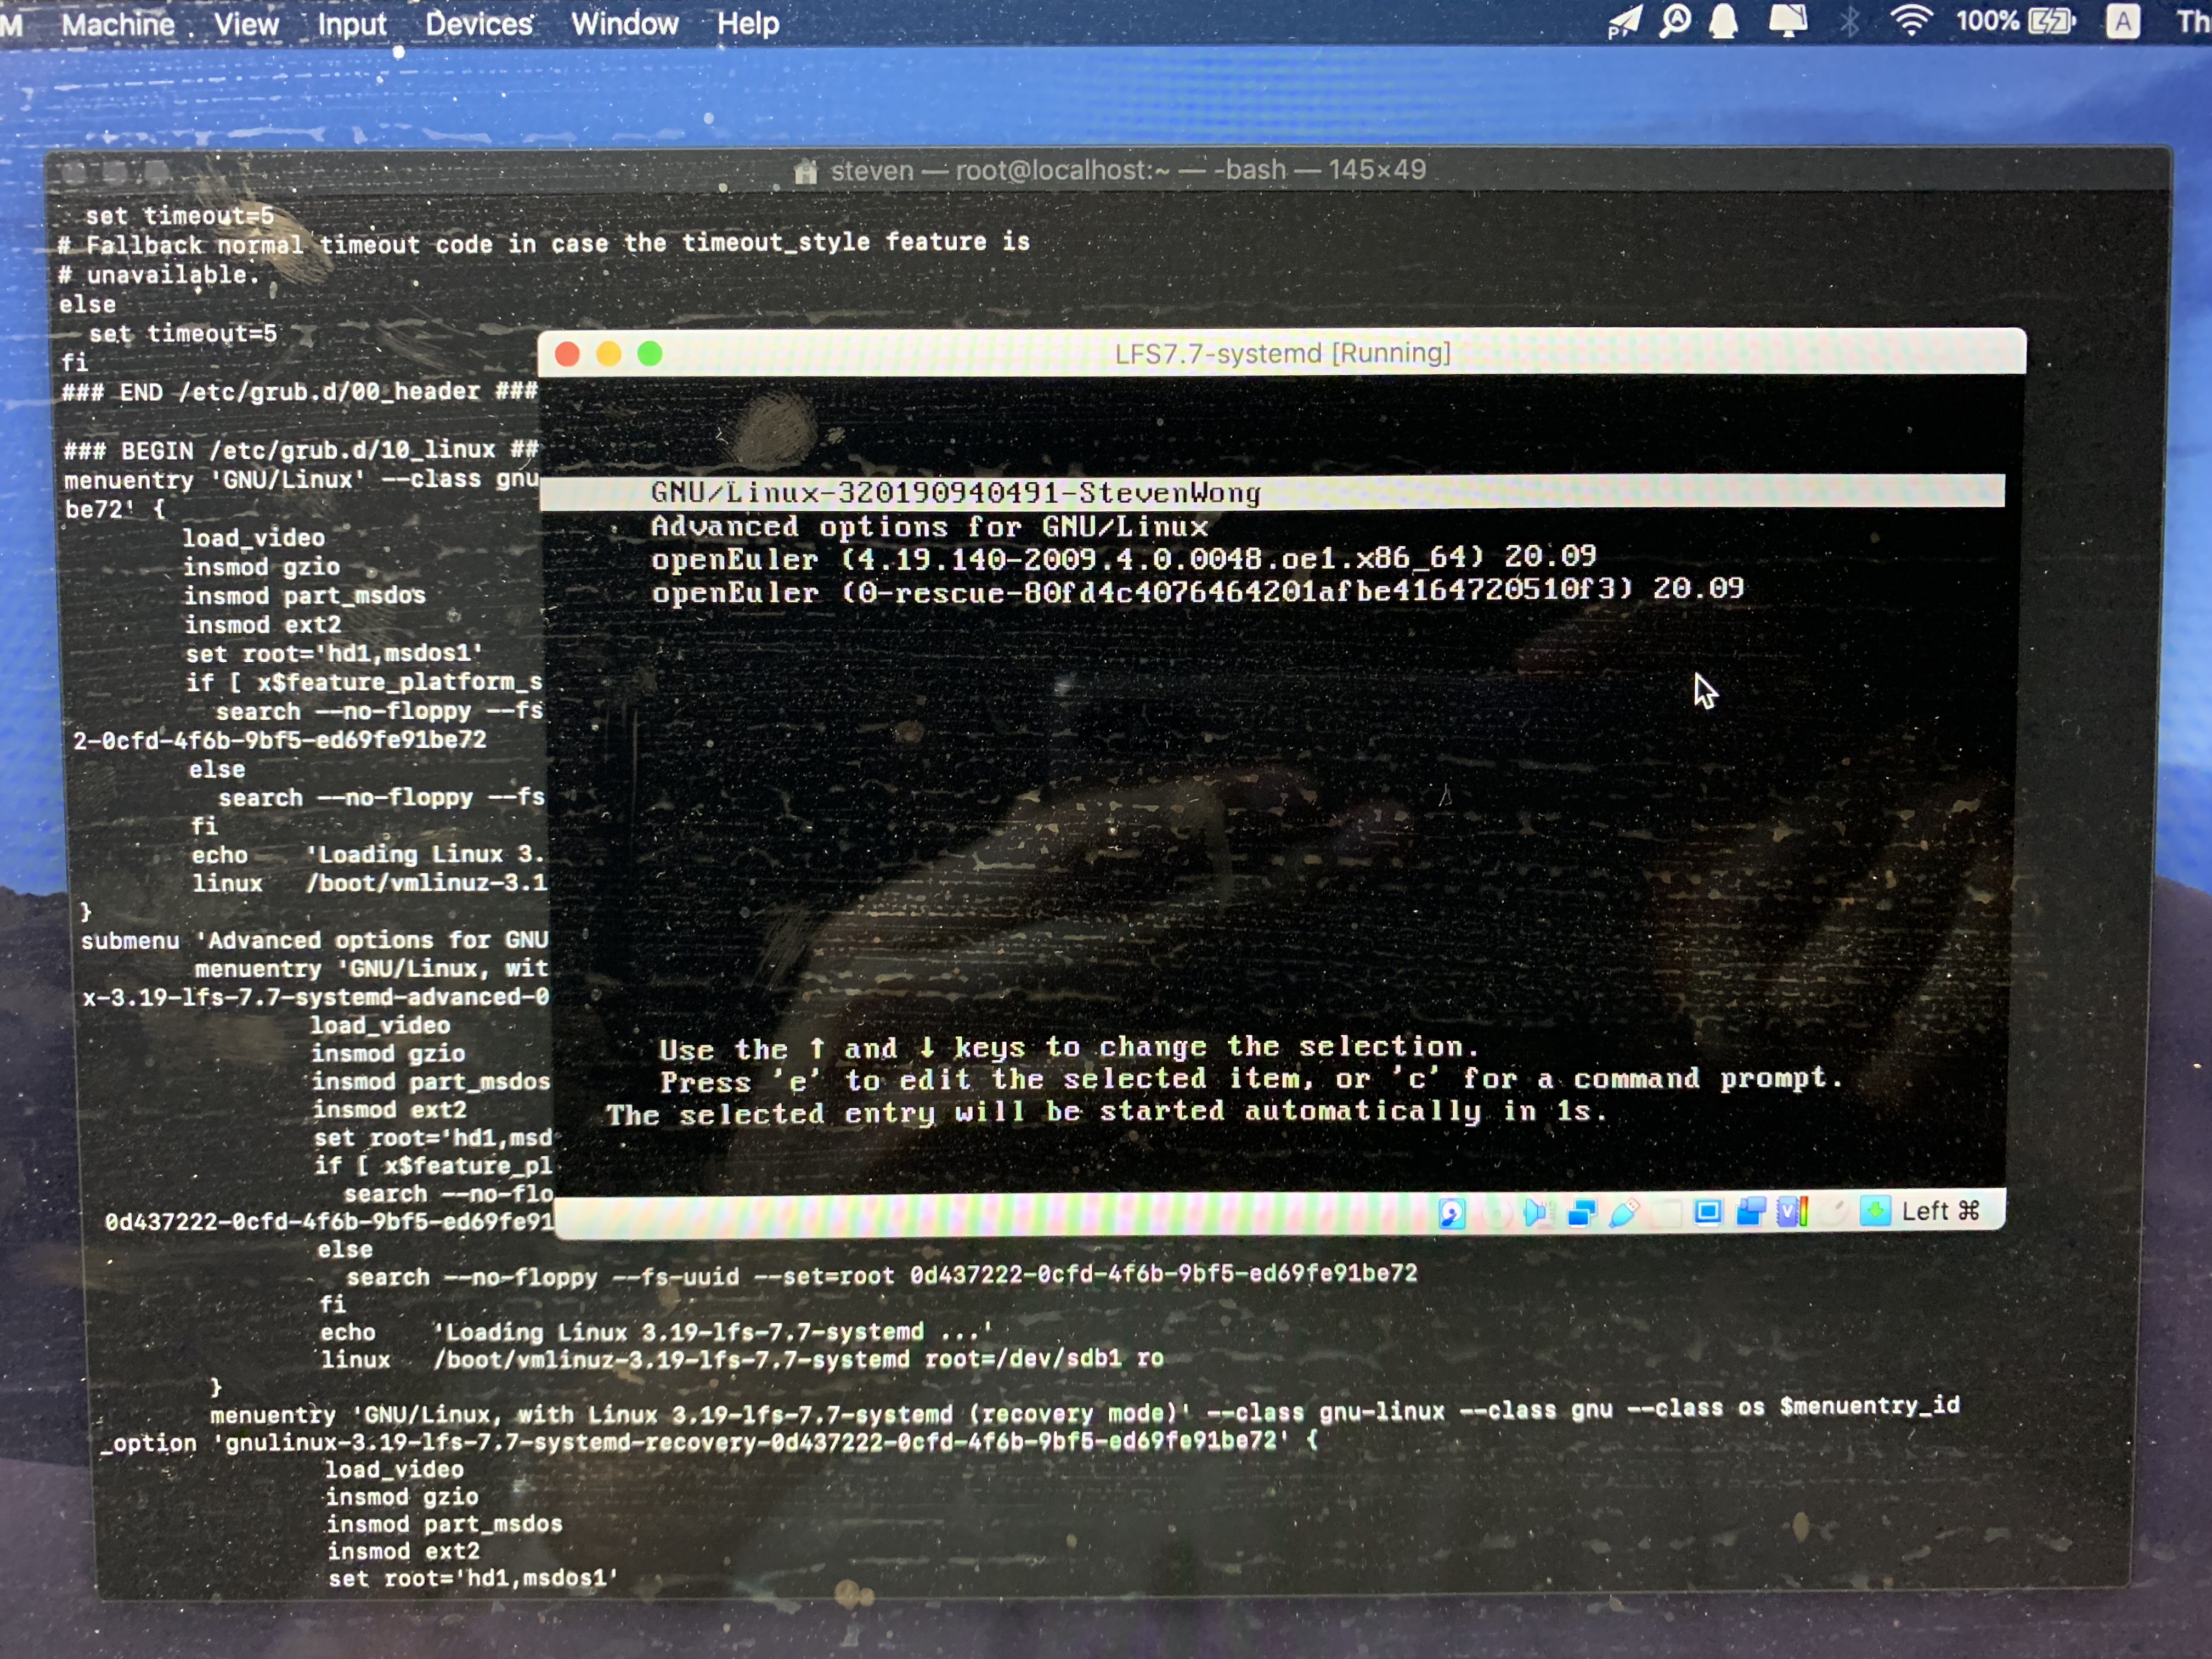 M Machine View Input Devices Window Help 100% A Th
steven — root@localhost:~ — -bash — 145×49
set timeout=5
# Fallback normal timeout code in case the timeout_style feature is
# unavailable.
else
set timeout=5
fi
### END /etc/grub.d/00_header ###
### BEGIN /etc/grub.d/10_linux ##
menuentry 'GNU/Linux' --class gnu
be72' {
load_video
insmod gzio
insmod part_msdos
insmod ext2
set root='hd1,msdos1'
if [ x$feature_platform_s
search --no-floppy --fs
2-0cfd-4f6b-9bf5-ed69fe91be72
else
search --no-floppy --fs
fi
echo 'Loading Linux 3.
linux /boot/vmlinuz-3.1
}
submenu 'Advanced options for GNU
menuentry 'GNU/Linux, wit
x-3.19-lfs-7.7-systemd-advanced-0
load_video
insmod gzio
insmod part_msdos
insmod ext2
set root='hd1,msd
if [ x$feature_pl
search --no-flo
0d437222-0cfd-4f6b-9bf5-ed69fe91
else
search --no-floppy --fs-uuid --set=root 0d437222-0cfd-4f6b-9bf5-ed69fe91be72
fi
echo 'Loading Linux 3.19-lfs-7.7-systemd ...'
linux /boot/vmlinuz-3.19-lfs-7.7-systemd root=/dev/sdb1 ro
}
menuentry 'GNU/Linux, with Linux 3.19-lfs-7.7-systemd (recovery mode)' --class gnu-linux --class gnu --class os $menuentry_id
_option 'gnulinux-3.19-lfs-7.7-systemd-recovery-0d437222-0cfd-4f6b-9bf5-ed69fe91be72' {
load_video
insmod gzio
insmod part_msdos
insmod ext2
set root='hd1,msdos1'
LFS7.7-systemd [Running]
GNU/Linux-320190940491-StevenWong
Advanced options for GNU/Linux
openEuler (4.19.140-2009.4.0.0048.oe1.x86_64) 20.09
openEuler (0-rescue-80fd4c4076464201afbe4164720510f3) 20.09
Use the ↑ and ↓ keys to change the selection.
Press 'e' to edit the selected item, or 'c' for a command prompt.
The selected entry will be started automatically in 1s.
Left ⌘